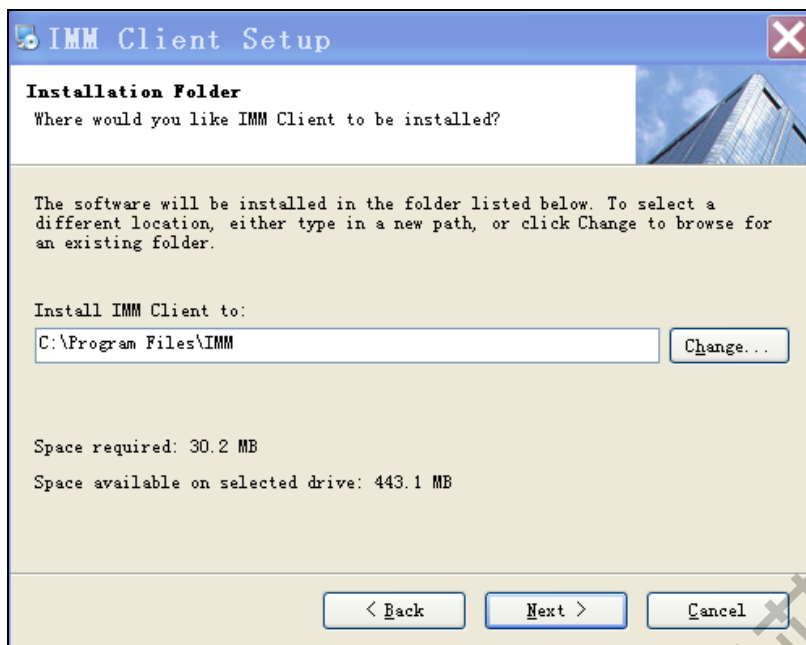 IMM Client Setup
Installation Folder
Where would you like IMM Client to be installed?
The software will be installed in the folder listed below. To select a
different location, either type in a new path, or click Change to browse for
an existing folder.
Install IMM Client to:
C:\Program Files\IMM
Change...
Space required: 30.2 MB
Space available on selected drive: 443.1 MB
< Back
Next >
Cancel